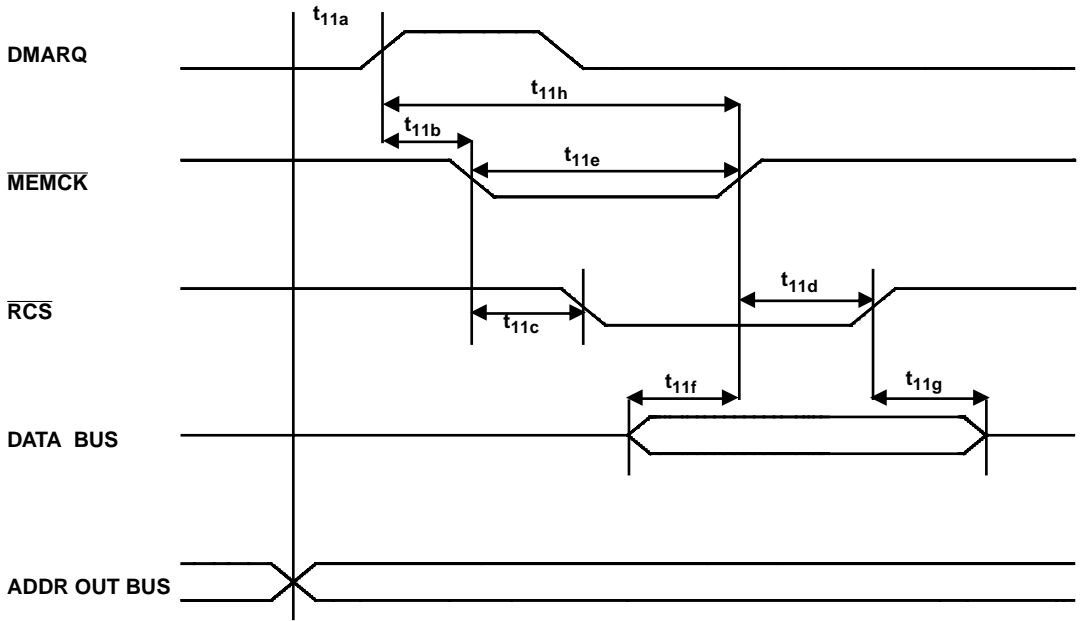 t11a
DMARQ
t11h
t11b
t11e
MEMCK
t11d
RCS
t11c
t11f
t11g
DATA BUS
ADDR OUT BUS